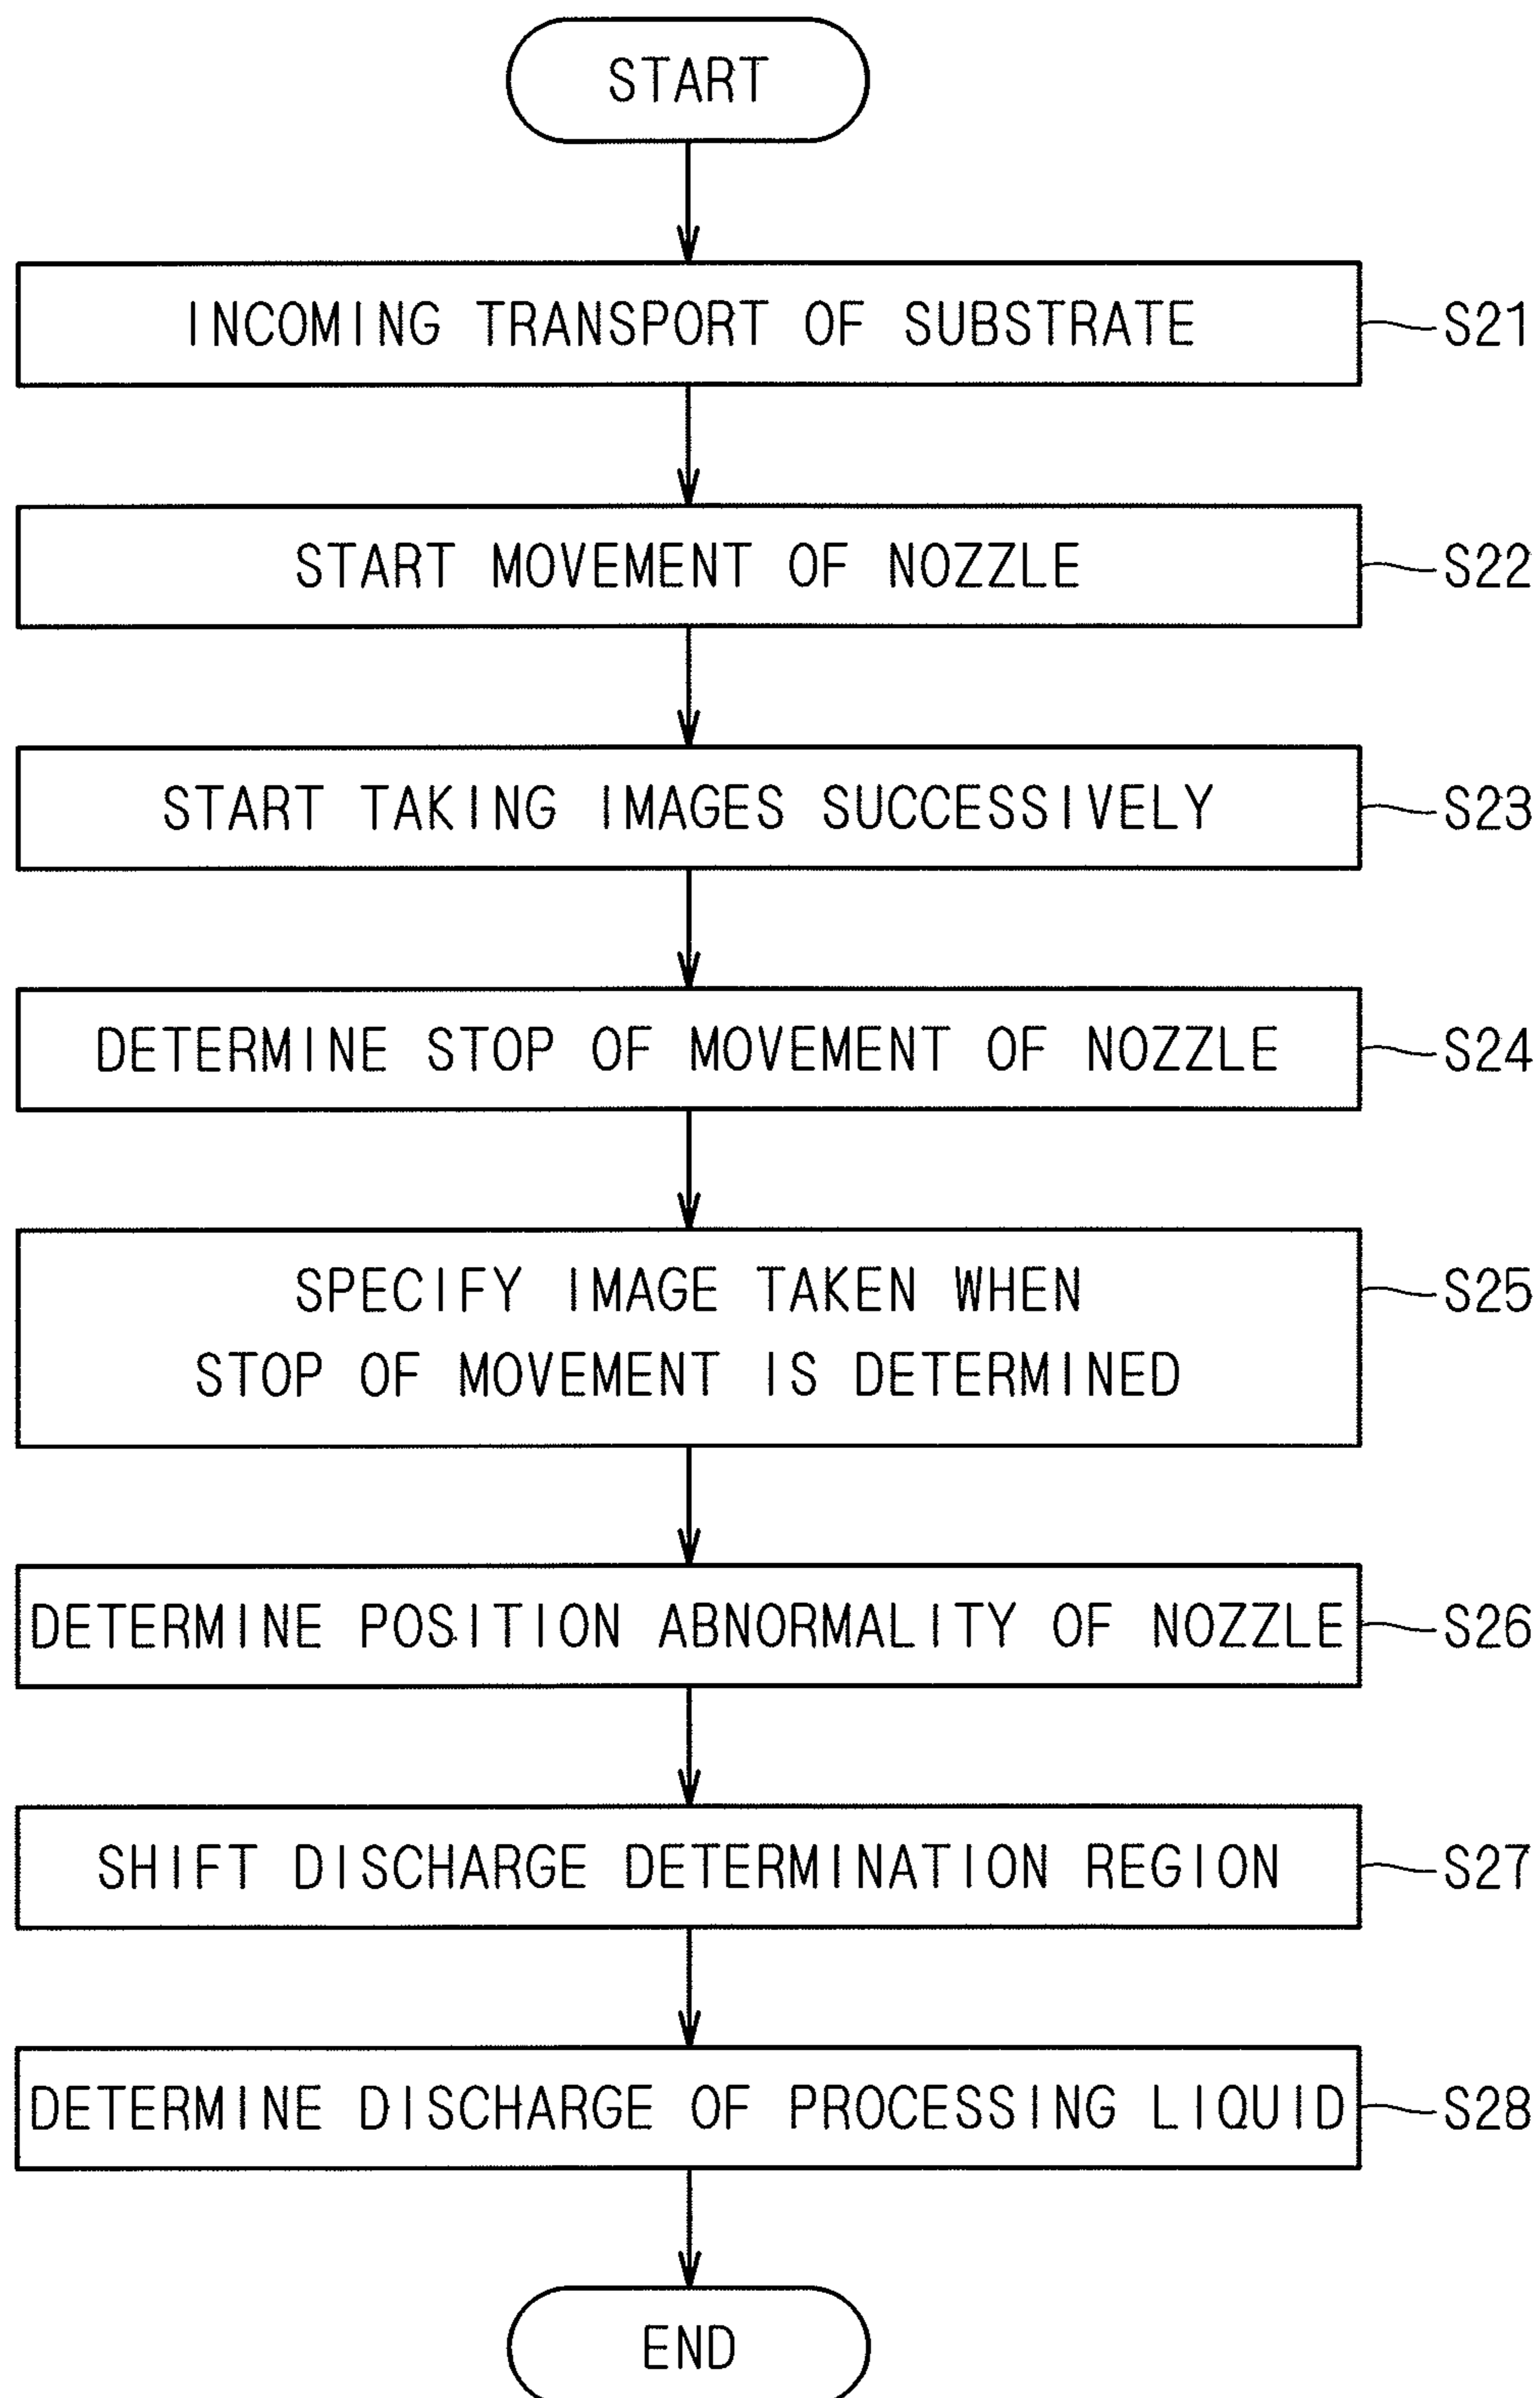 START
INCOMING TRANSPORT OF SUBSTRATE
S21
START MOVEMENT OF NOZZLE
S22
START TAKING IMAGES SUCCESSIVELY
S23
DETERMINE STOP OF MOVEMENT OF NOZZLE
S24
SPECIFY IMAGE TAKEN WHEN
STOP OF MOVEMENT IS DETERMINED
S25
DETERMINE POSITION ABNORMALITY OF NOZZLE
S26
SHIFT DISCHARGE DETERMINATION REGION
S27
DETERMINE DISCHARGE OF PROCESSING LIQUID
S28
END